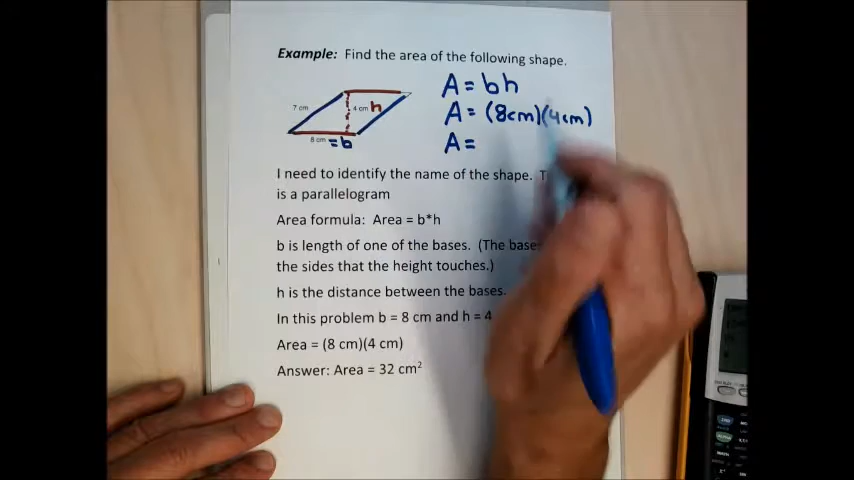 Example: Find the area of the following shape.
7 cm
4 cm h
8 cm = b
A = bh
A = (8cm)(4cm)
A =
I need to identify the name of the shape.
is a parallelogram
Area formula: Area = b*h
b is length of one of the bases. (The
the sides that the height touches.)
h is the distance between the bases.
In this problem b = 8 cm and h = 4
Area = (8 cm)(4 cm)
Answer: Area = 32 cm²